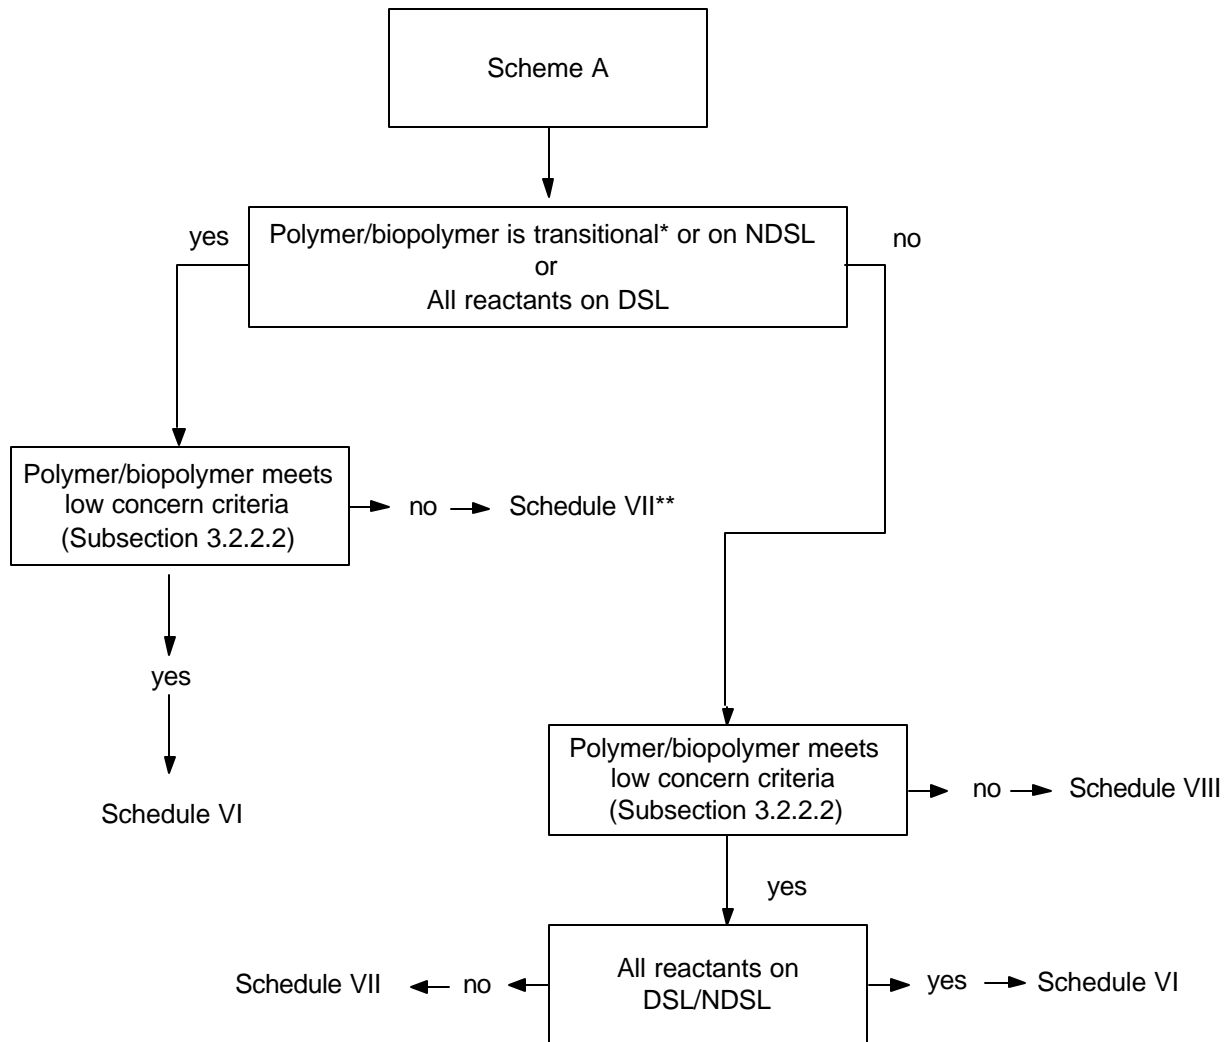 Scheme A
yes
Polymer/biopolymer is transitional* or on NDSL
no
or
All reactants on DSL
Polymer/biopolymer meets
low concern criteria
(Subsection 3.2.2.2)
no
Schedule VII**
yes
Schedule VI
Polymer/biopolymer meets
low concern criteria
(Subsection 3.2.2.2)
no
Schedule VIII
yes
Schedule VII
no
All reactants on
DSL/NDSL
yes
Schedule VI